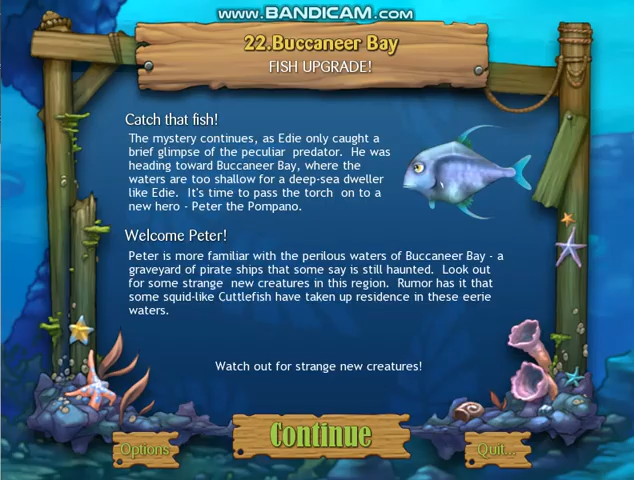 www.BANDICAM.com
22.Buccaneer Bay
FISH UPGRADE!
Catch that fish!
The mystery continues, as Edie only caught a
brief glimpse of the peculiar predator. He was
heading toward Buccaneer Bay, where the
waters are too shallow for a deep-sea dweller
like Edie. It's time to pass the torch on to a
new hero - Peter the Pompano.
Welcome Peter!
Peter is more familiar with the perilous waters of Buccaneer Bay - a
graveyard of pirate ships that some say is still haunted. Look out
for some strange new creatures in this region. Rumor has it that
some squid-like Cuttlefish have taken up residence in these eerie
waters.
Watch out for strange new creatures!
Continue
Options
Quit...